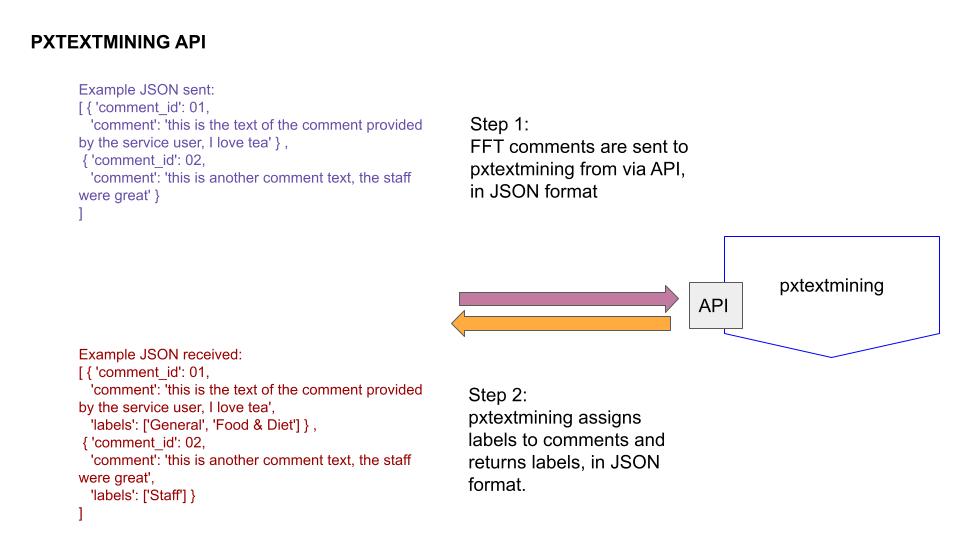 PXTEXTMINING API
Example JSON sent:
[ { 'comment_id': 01,
'comment': 'this is the text of the comment provided
by the service user, I love tea' } ,
{ 'comment_id': 02,
'comment': 'this is another comment text, the staff
were great' }
]
Step 1:
FFT comments are sent to
pxtextmining from via API,
in JSON format
pxtextmining
API
Example JSON received:
[ { 'comment_id': 01,
'comment': 'this is the text of the comment provided
by the service user, I love tea',
'labels': ['General', 'Food & Diet'] } ,
{ 'comment_id': 02,
'comment': 'this is another comment text, the staff
were great',
'labels': ['Staff'] }
]
Step 2:
pxtextmining assigns
labels to comments and
returns labels, in JSON
format.